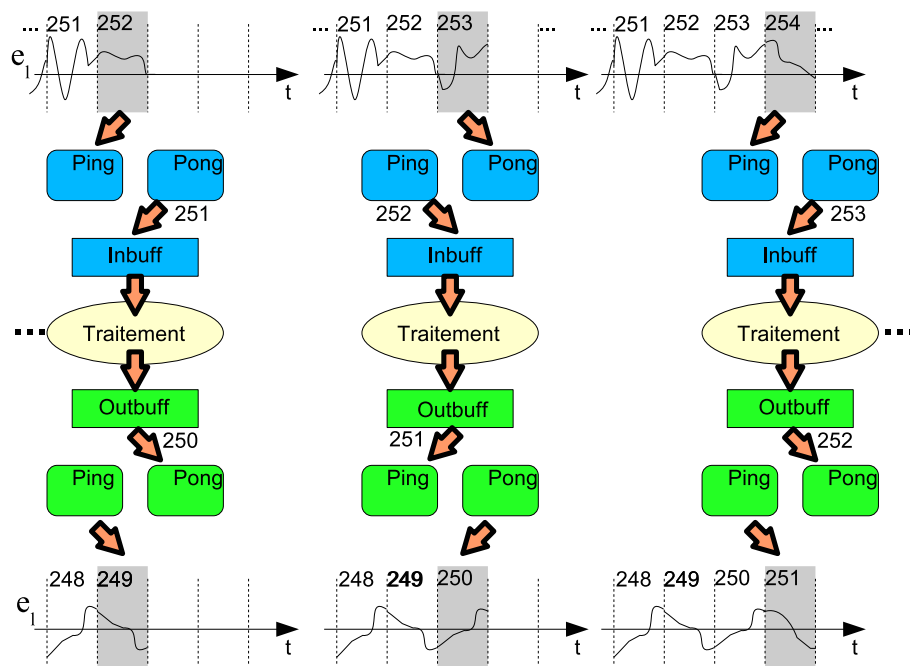 ... 251 252
... 251 252 253 ...
... 251 252 253 254 ...
e1 t
t
t
Ping Pong
Ping Pong
Ping Pong
251
252
253
Inbuff
Inbuff
Inbuff
... Traitement
Traitement
Traitement ...
Outbuff
Outbuff
Outbuff
250
251
252
Ping Pong
Ping Pong
Ping Pong
248 249
248 249 250
248 249 250 251
e1 t
t
t